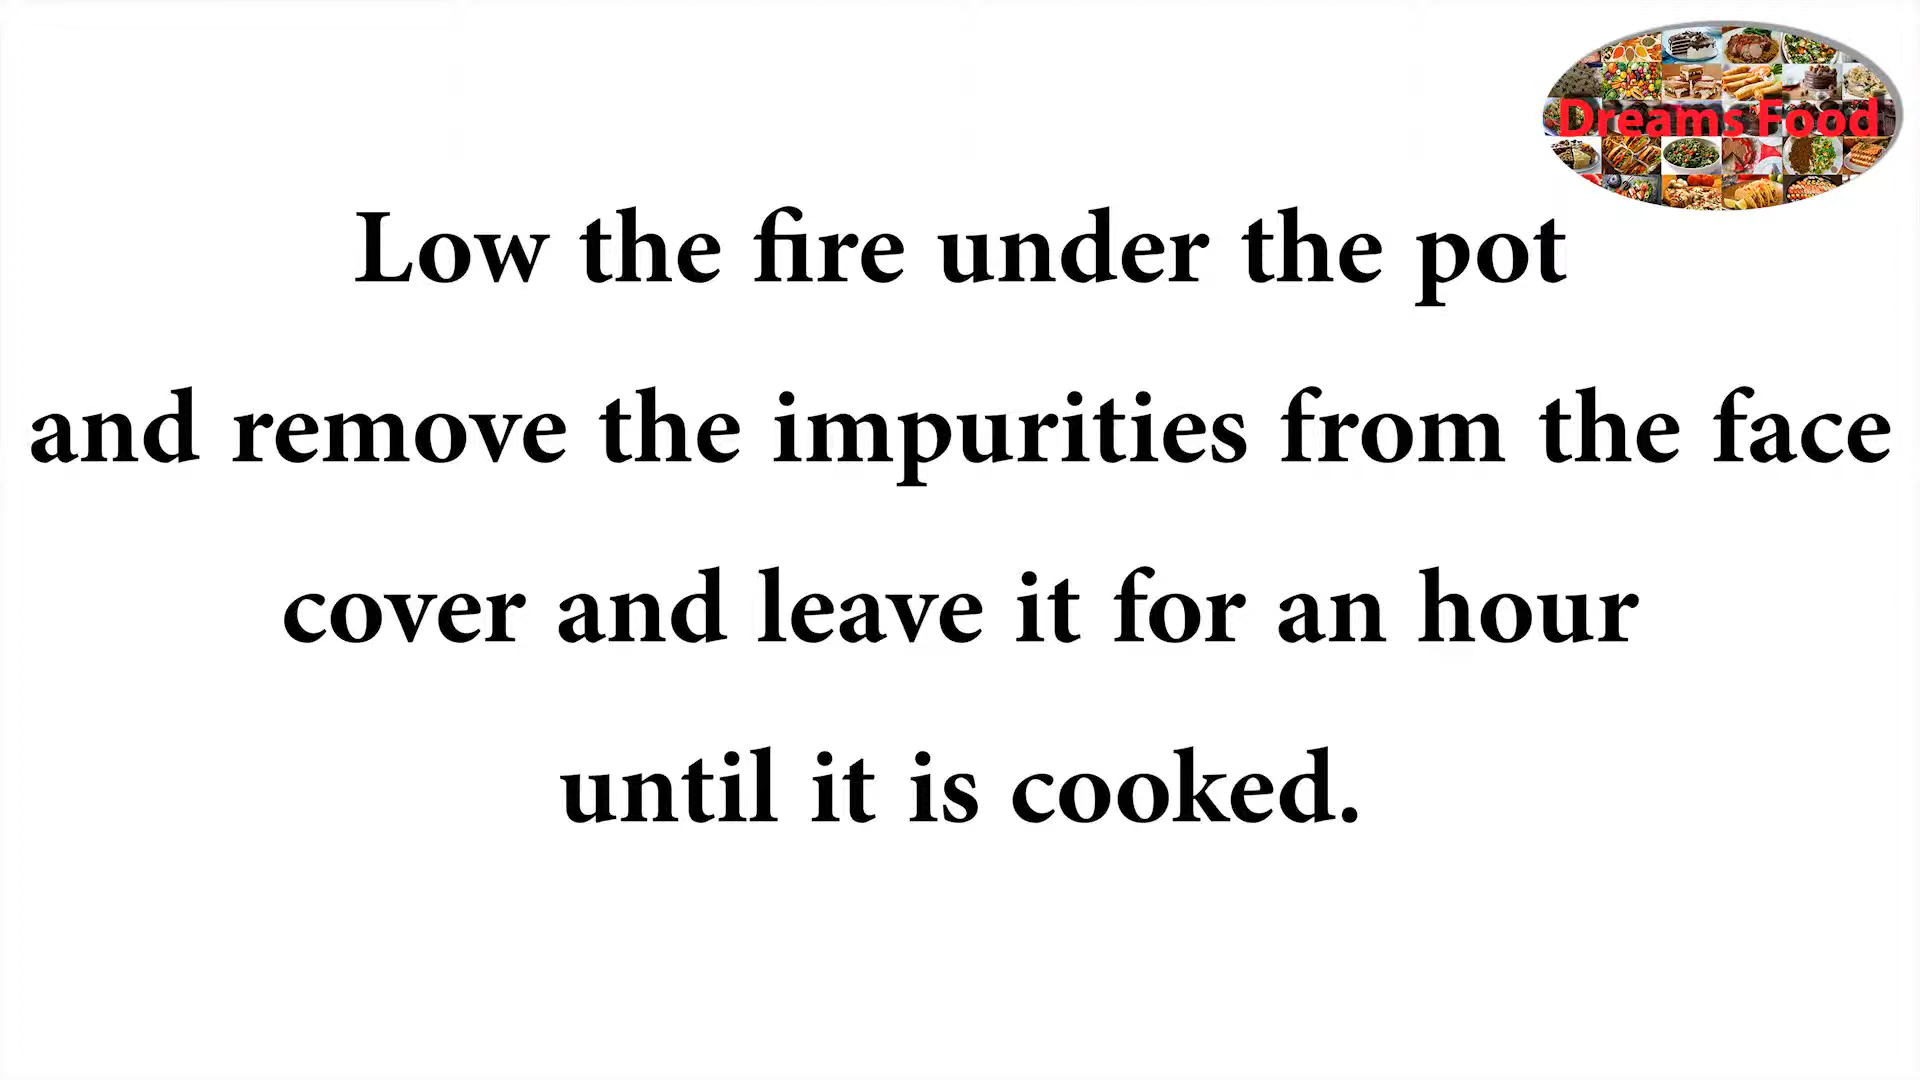 Dreams Food
Low the fire under the pot
and remove the impurities from the face
cover and leave it for an hour
until it is cooked.